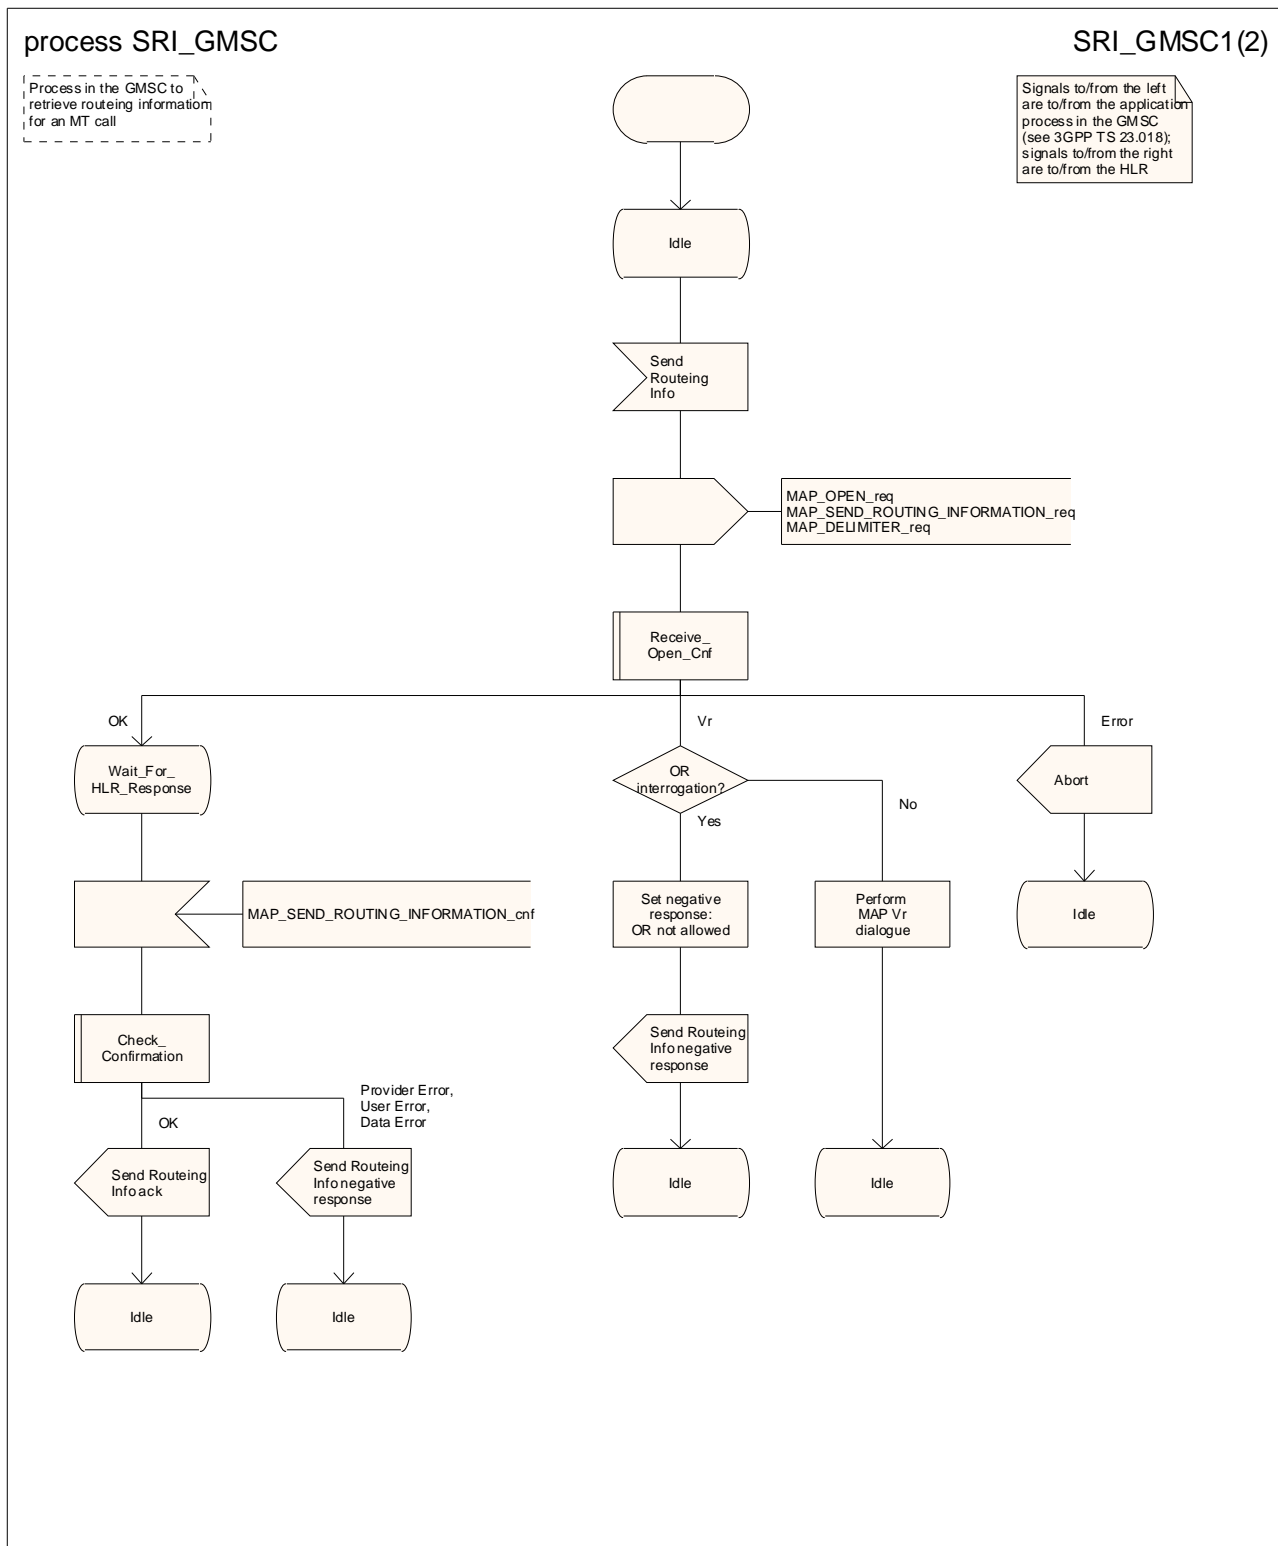 process SRI_GMSC
SRI_GMSC1(2)
Process in the GMSC to
retrieve routeing information
for an MT call
Signals to/from the left
are to/from the application
process in the GMSC
(see 3GPP TS 23.018);
signals to/from the right
are to/from the HLR
Idle
Send
Routeing
Info
MAP_OPEN_req
MAP_SEND_ROUTING_INFORMATION_req
MAP_DELIMITER_req
Receive_
Open_Cnf
OK
Vr
Error
Wait_For_
HLR_Response
OR
interrogation?
Abort
Yes
No
MAP_SEND_ROUTING_INFORMATION_cnf
Set negative
response:
OR not allowed
Perform
MAP Vr
dialogue
Idle
Check_
Confirmation
Send Routeing
Info negative
response
Provider Error,
User Error,
Data Error
OK
Send Routeing
Info ack
Send Routeing
Info negative
response
Idle
Idle
Idle
Idle